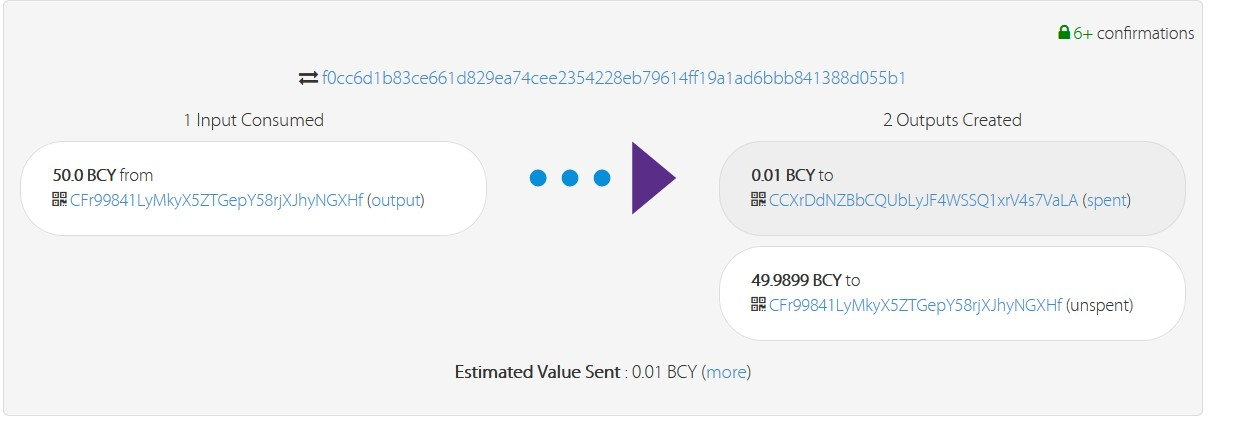 6+ confirmations
f0cc6d1b83ce661d829ea74cee2354228eb79614ff19a1ad6bbb841388d055b1
1 Input Consumed
2 Outputs Created
50.0 BCY from
CFr99841LyMkyX5ZTGepY58rjXJhyNGXHf (output)
0.01 BCY to
CCXrDdNZBbCQUbLyJF4WSSQ1xrV4s7VaLA (spent)
49.9899 BCY to
CFr99841LyMkyX5ZTGepY58rjXJhyNGXHf (unspent)
Estimated Value Sent : 0.01 BCY (more)